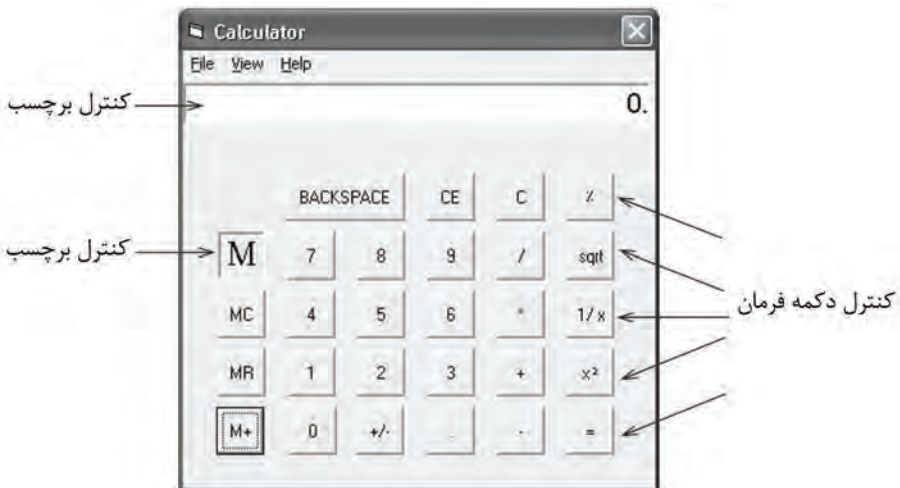 Calculator
File View Help
کنترل برچسب
0.
BACKSPACE CE C %
کنترل برچسب
M 7 8 9 / sqrt
کنترل دکمه فرمان
MC 4 5 6 * 1/x
MR 1 2 3 + x²
M+ 0 +/- . - =